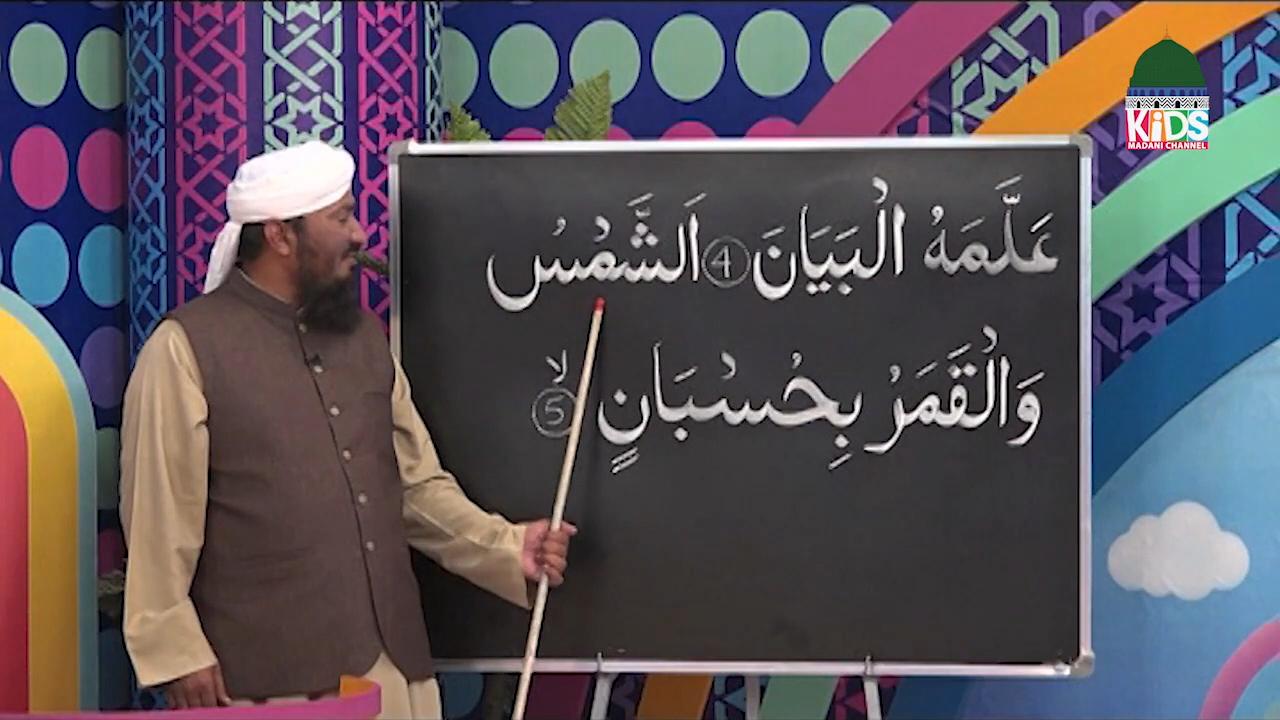 عَلَّمَهُ الْبَيَانَ ④ اَلشَّمْسُ
وَالْقَمَرُ بِحُسْبَانٍ ⑤ ۙ
KiDS
MADANI CHANNEL